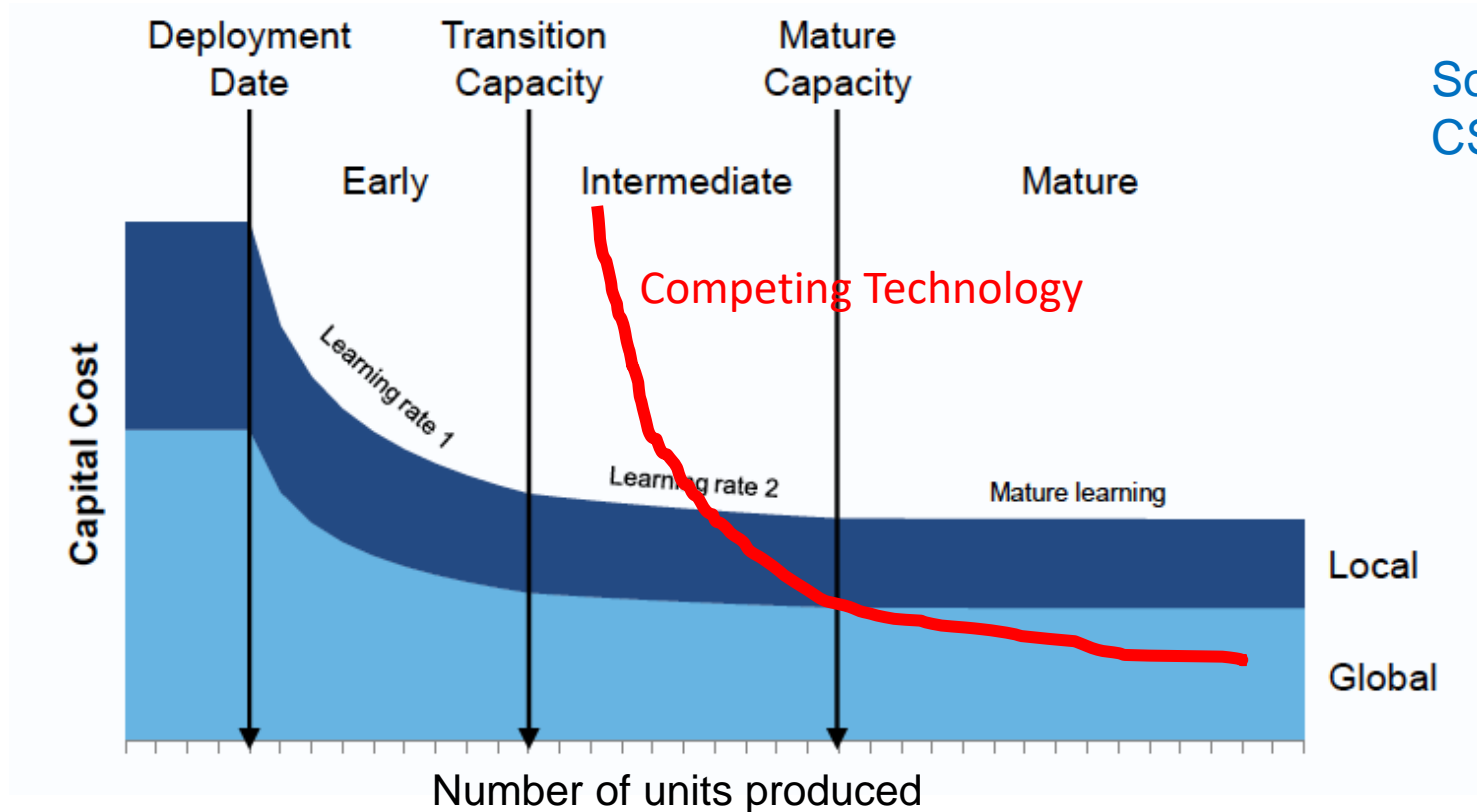 Deployment
Date
Transition
Capacity
Mature
Capacity
Early
Intermediate
Mature
Competing Technology
Capital Cost
Learning rate 1
Learning rate 2
Mature learning
Local
Global
Number of units produced